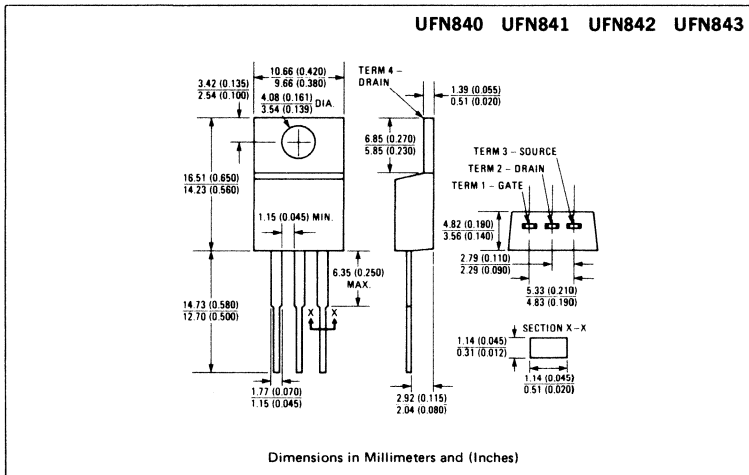 UFN840 UFN841 UFN842 UFN843
10.66 (0.420)
9.66 (0.380)
3.42 (0.135)
2.54 (0.100)
4.08 (0.161)
3.54 (0.139) DIA.
TERM 4 –
DRAIN
1.39 (0.055)
0.51 (0.020)
6.85 (0.270)
5.85 (0.230)
TERM 3 – SOURCE
TERM 2 – DRAIN
TERM 1 – GATE
16.51 (0.650)
14.23 (0.560)
1.15 (0.045) MIN.
4.82 (0.190)
3.56 (0.140)
2.79 (0.110)
2.29 (0.090)
6.35 (0.250)
MAX.
5.33 (0.210)
4.83 (0.190)
14.73 (0.580)
12.70 (0.500)
X X
SECTION X–X
1.14 (0.045)
0.31 (0.012)
1.14 (0.045)
0.51 (0.020)
1.77 (0.070)
1.15 (0.045)
2.92 (0.115)
2.04 (0.080)
Dimensions in Millimeters and (Inches)